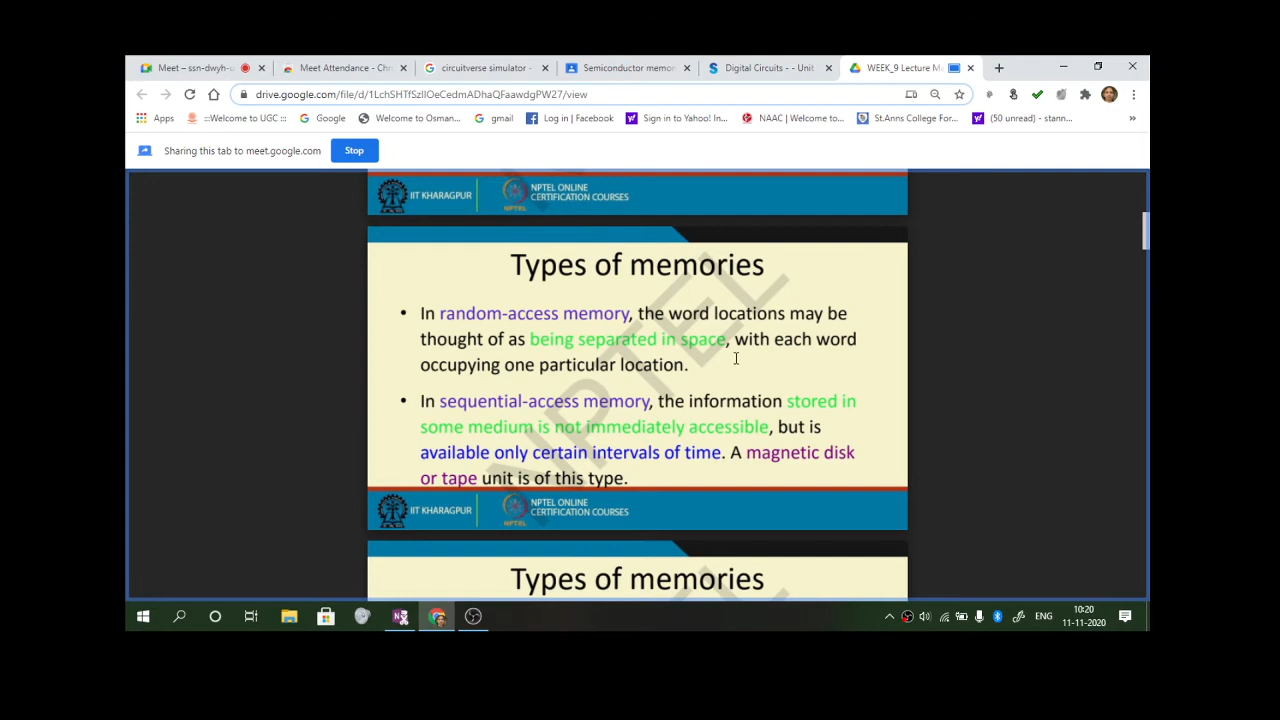 Meet – ssn-dwyh-
Meet Attendance - Chr
circuitverse simulator -
Semiconductor memor
Digital Circuits - - Unit
WEEK_9 Lecture M
drive.google.com/file/d/1LchSHTfSzIlOeCedmADhaQFaawdgPW27/view
Apps
:::Welcome to UGC :::
Google
Welcome to Osman...
gmail
Log in | Facebook
Sign in to Yahoo! In...
NAAC | Welcome to...
St.Anns College For...
(50 unread) - stann...
Sharing this tab to meet.google.com
Stop
IIT KHARAGPUR
NPTEL
NPTEL ONLINE
CERTIFICATION COURSES
Types of memories
• In random-access memory, the word locations may be
thought of as being separated in space, with each word
occupying one particular location.
• In sequential-access memory, the information stored in
some medium is not immediately accessible, but is
available only certain intervals of time. A magnetic disk
or tape unit is of this type.
NPTEL
IIT KHARAGPUR
NPTEL
NPTEL ONLINE
CERTIFICATION COURSES
Types of memories
ENG
10:20
11-11-2020